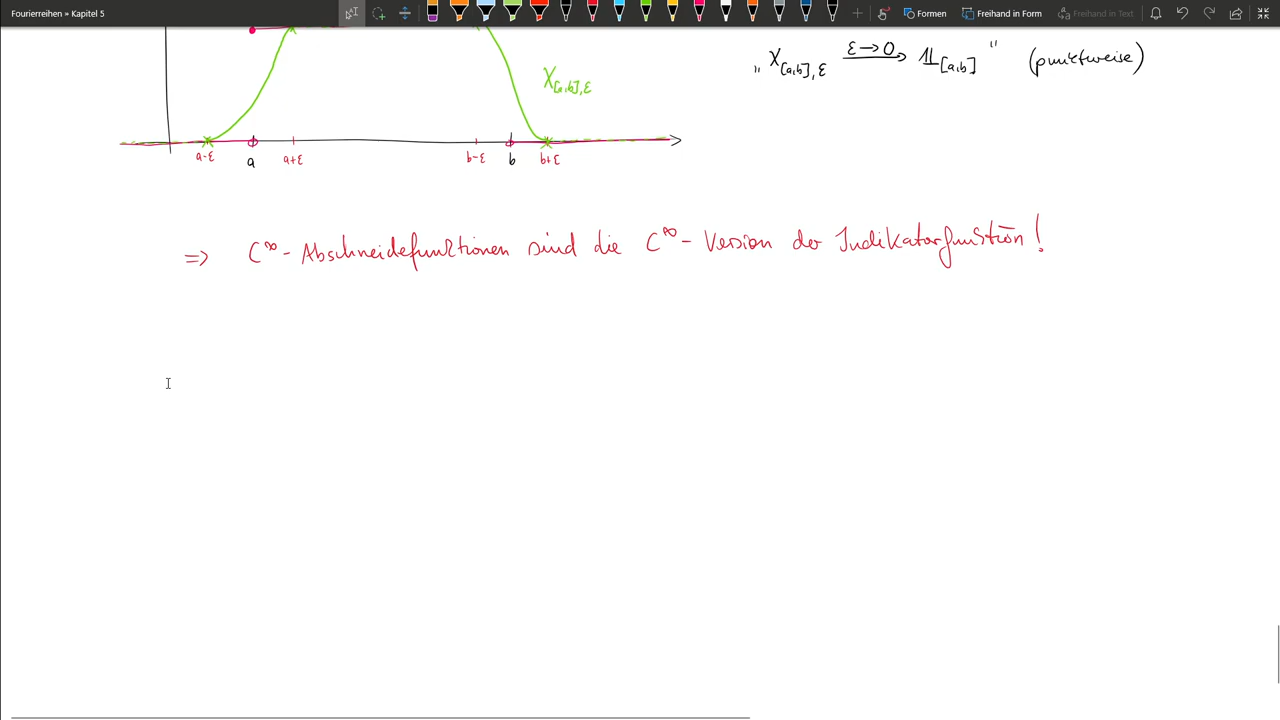 Fourierreihen » Kapitel 5
Formen
Freihand in Form
Freihand in Text
„ χ[a,b],ε ε→0 → 𝟙[a,b] “ (punktweise)
χ[a,b],ε
a-ε a a+ε b-ε b b+ε
=> C∞ - Abschneidefunktionen sind die C∞ - Version der Indikatorfunktion!